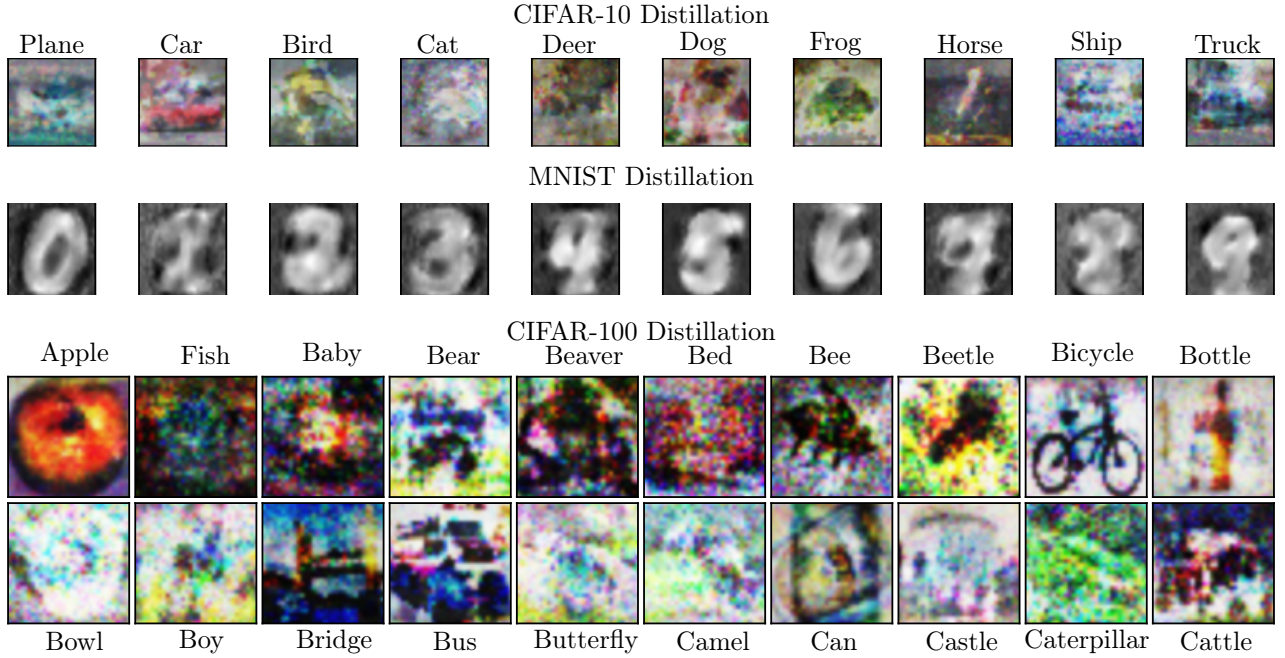 CIFAR-10 Distillation
Plane Car Bird Cat Deer Dog Frog Horse Ship Truck
MNIST Distillation
CIFAR-100 Distillation
Apple Fish Baby Bear Beaver Bed Bee Beetle Bicycle Bottle
Bowl Boy Bridge Bus Butterfly Camel Can Castle Caterpillar Cattle